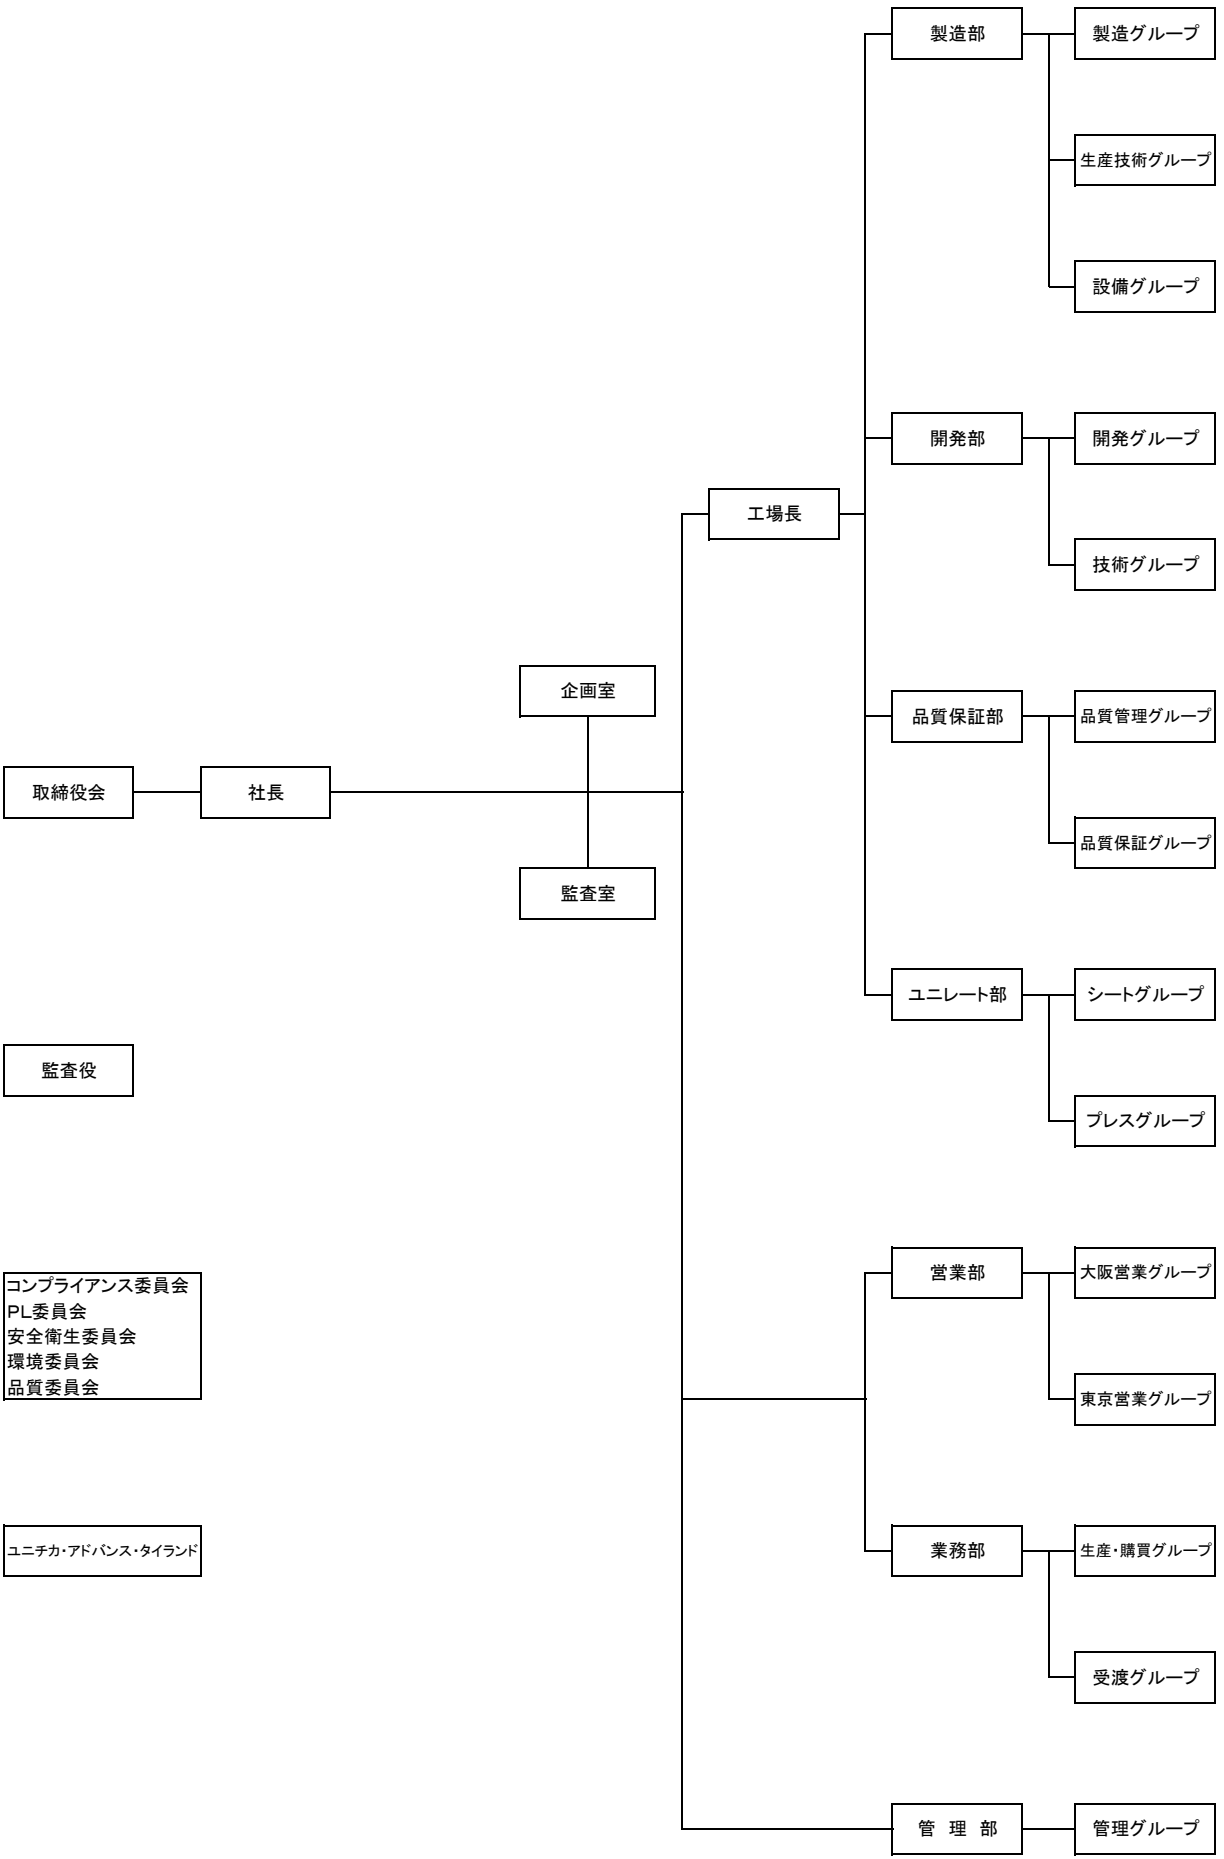 製造部
製造グループ
生産技術グループ
設備グループ
開発部
開発グループ
工場長
技術グループ
企画室
品質保証部
品質管理グループ
取締役会
社長
品質保証グループ
監査室
ユニレート部
シートグループ
監査役
プレスグループ
営業部
大阪営業グループ
コンプライアンス委員会
PL委員会
安全衛生委員会
環境委員会
品質委員会
東京営業グループ
ユニチカ・アドバンス・タイランド
業務部
生産・購買グループ
受渡グループ
管 理 部
管理グループ